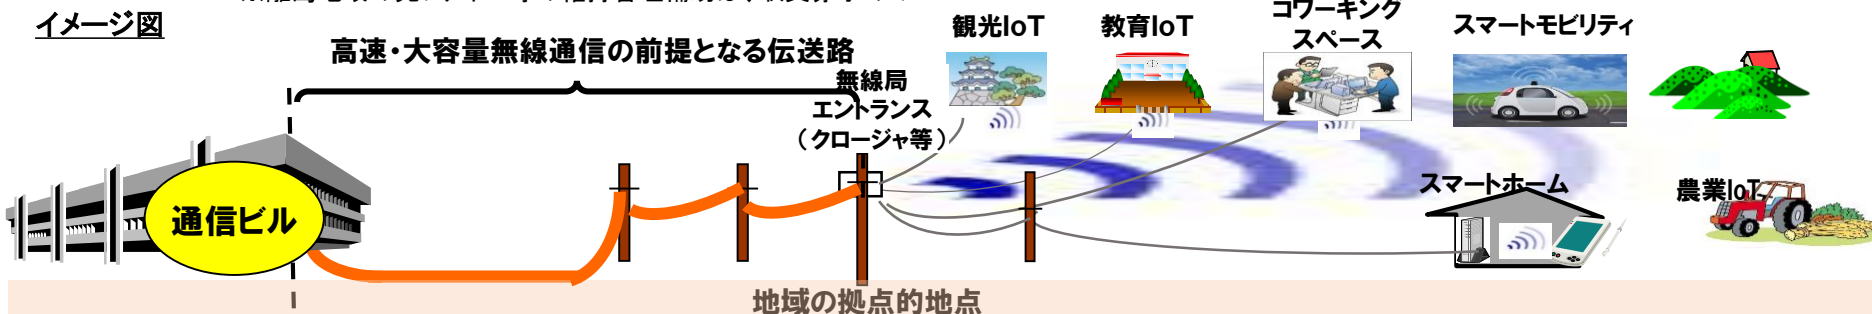 イメージ図
高速・大容量無線通信の前提となる伝送路
無線局
エントランス
（クロージャ等）
観光IoT
教育IoT
コワーキング
スペース
スマートモビリティ
通信ビル
スマートホーム
農業IoT
地域の拠点的地点